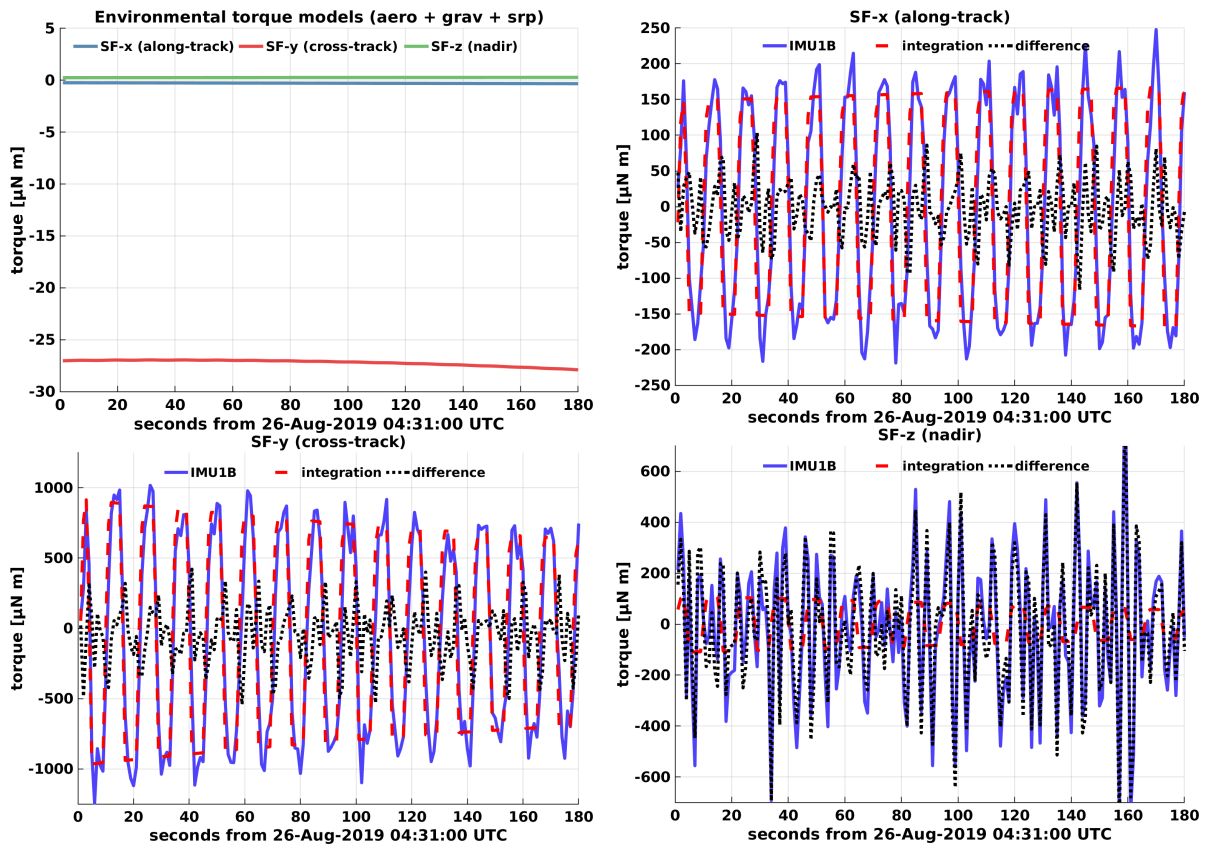 Environmental torque models (aero + grav + srp)
SF-x (along-track) SF-y (cross-track) SF-z (nadir)
torque [µN m]
5
0
-5
-10
-15
-20
-25
-30
0 20 40 60 80 100 120 140 160 180
seconds from 26-Aug-2019 04:31:00 UTC
SF-x (along-track)
IMU1B integration difference
torque [µN m]
250
200
150
100
50
0
-50
-100
-150
-200
-250
0 20 40 60 80 100 120 140 160 180
seconds from 26-Aug-2019 04:31:00 UTC
SF-y (cross-track)
IMU1B integration difference
torque [µN m]
1000
500
0
-500
-1000
0 20 40 60 80 100 120 140 160 180
seconds from 26-Aug-2019 04:31:00 UTC
SF-z (nadir)
IMU1B integration difference
torque [µN m]
600
400
200
0
-200
-400
-600
0 20 40 60 80 100 120 140 160 180
seconds from 26-Aug-2019 04:31:00 UTC